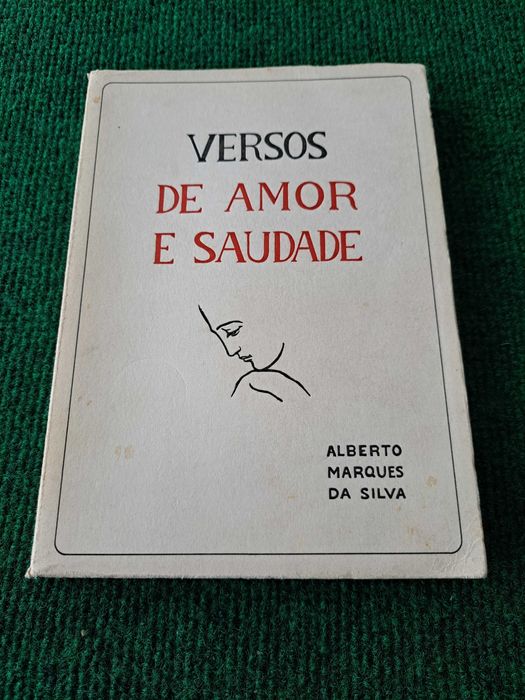 VERSOS
DE AMOR
E SAUDADE
ALBERTO
MARQUES
DA SILVA